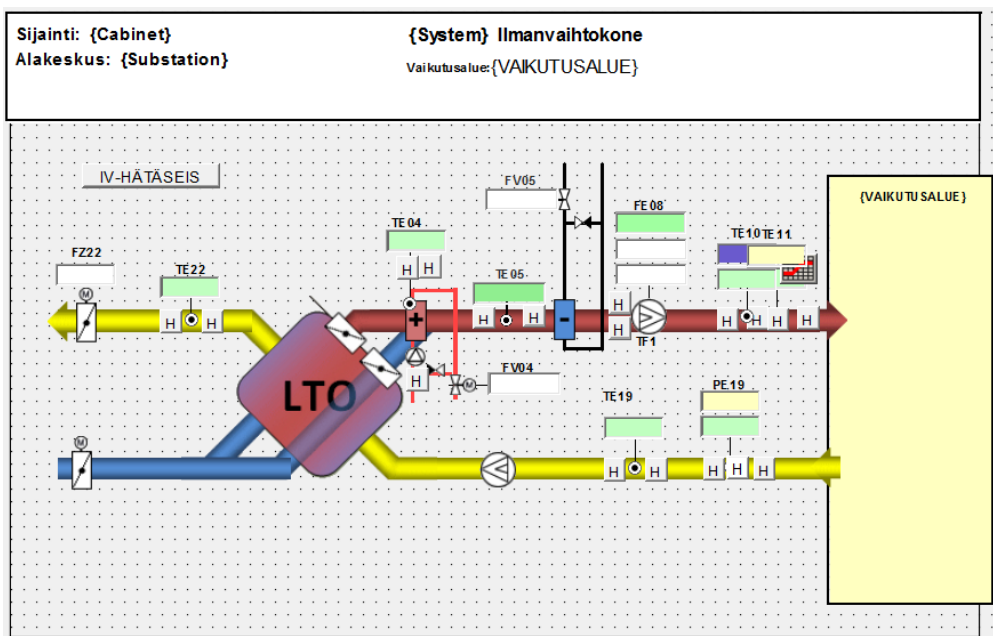 Sijainti: {Cabinet}
{System} Ilmanvaihtokone
Alakeskus: {Substation}
Vaikutusalue:{VAIKUTUSALUE}
IV-HÄTÄSEIS
FV05
{VAIKUTUSALUE}
FE08
TE04
TE10
TE11
FZ22
TE22
H H
TE05
M
H H
H H
H
H
H H H H
+
-
TF1
LTO
H
M
FV04
TE19
PE19
M
H H
H H H